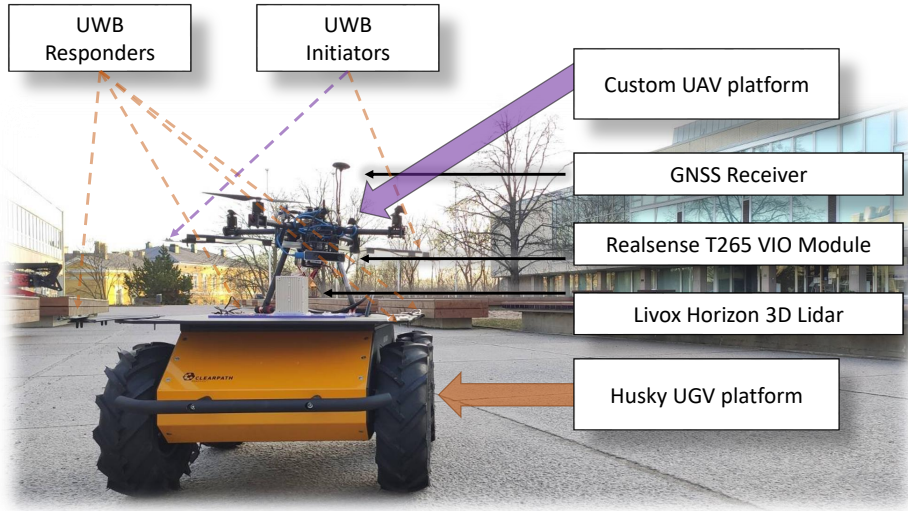 UWB
Responders
UWB
Initiators
Custom UAV platform
GNSS Receiver
Realsense T265 VIO Module
Livox Horizon 3D Lidar
Husky UGV platform
CLEARPATH